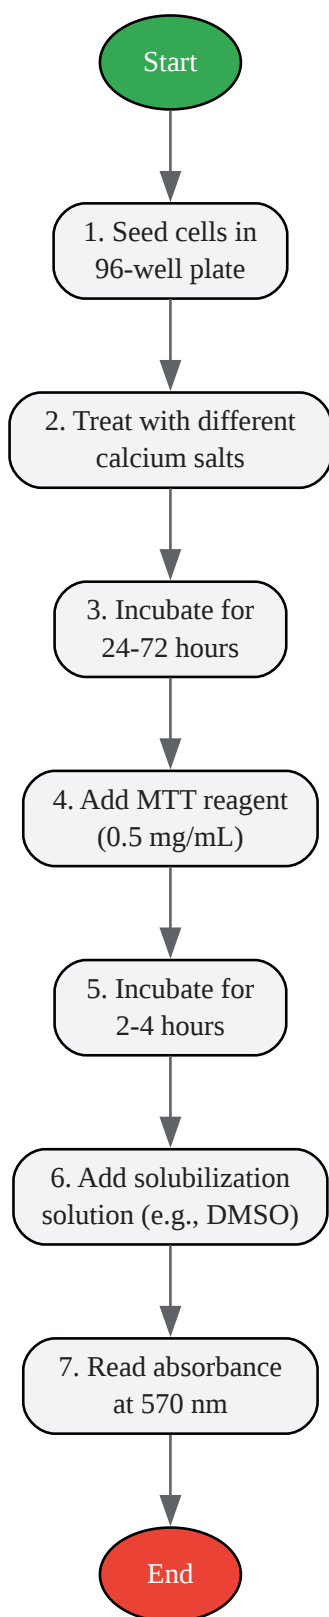 Start
1. Seed cells in
96-well plate
2. Treat with different
calcium salts
3. Incubate for
24-72 hours
4. Add MTT reagent
(0.5 mg/mL)
5. Incubate for
2-4 hours
6. Add solubilization
solution (e.g., DMSO)
7. Read absorbance
at 570 nm
End